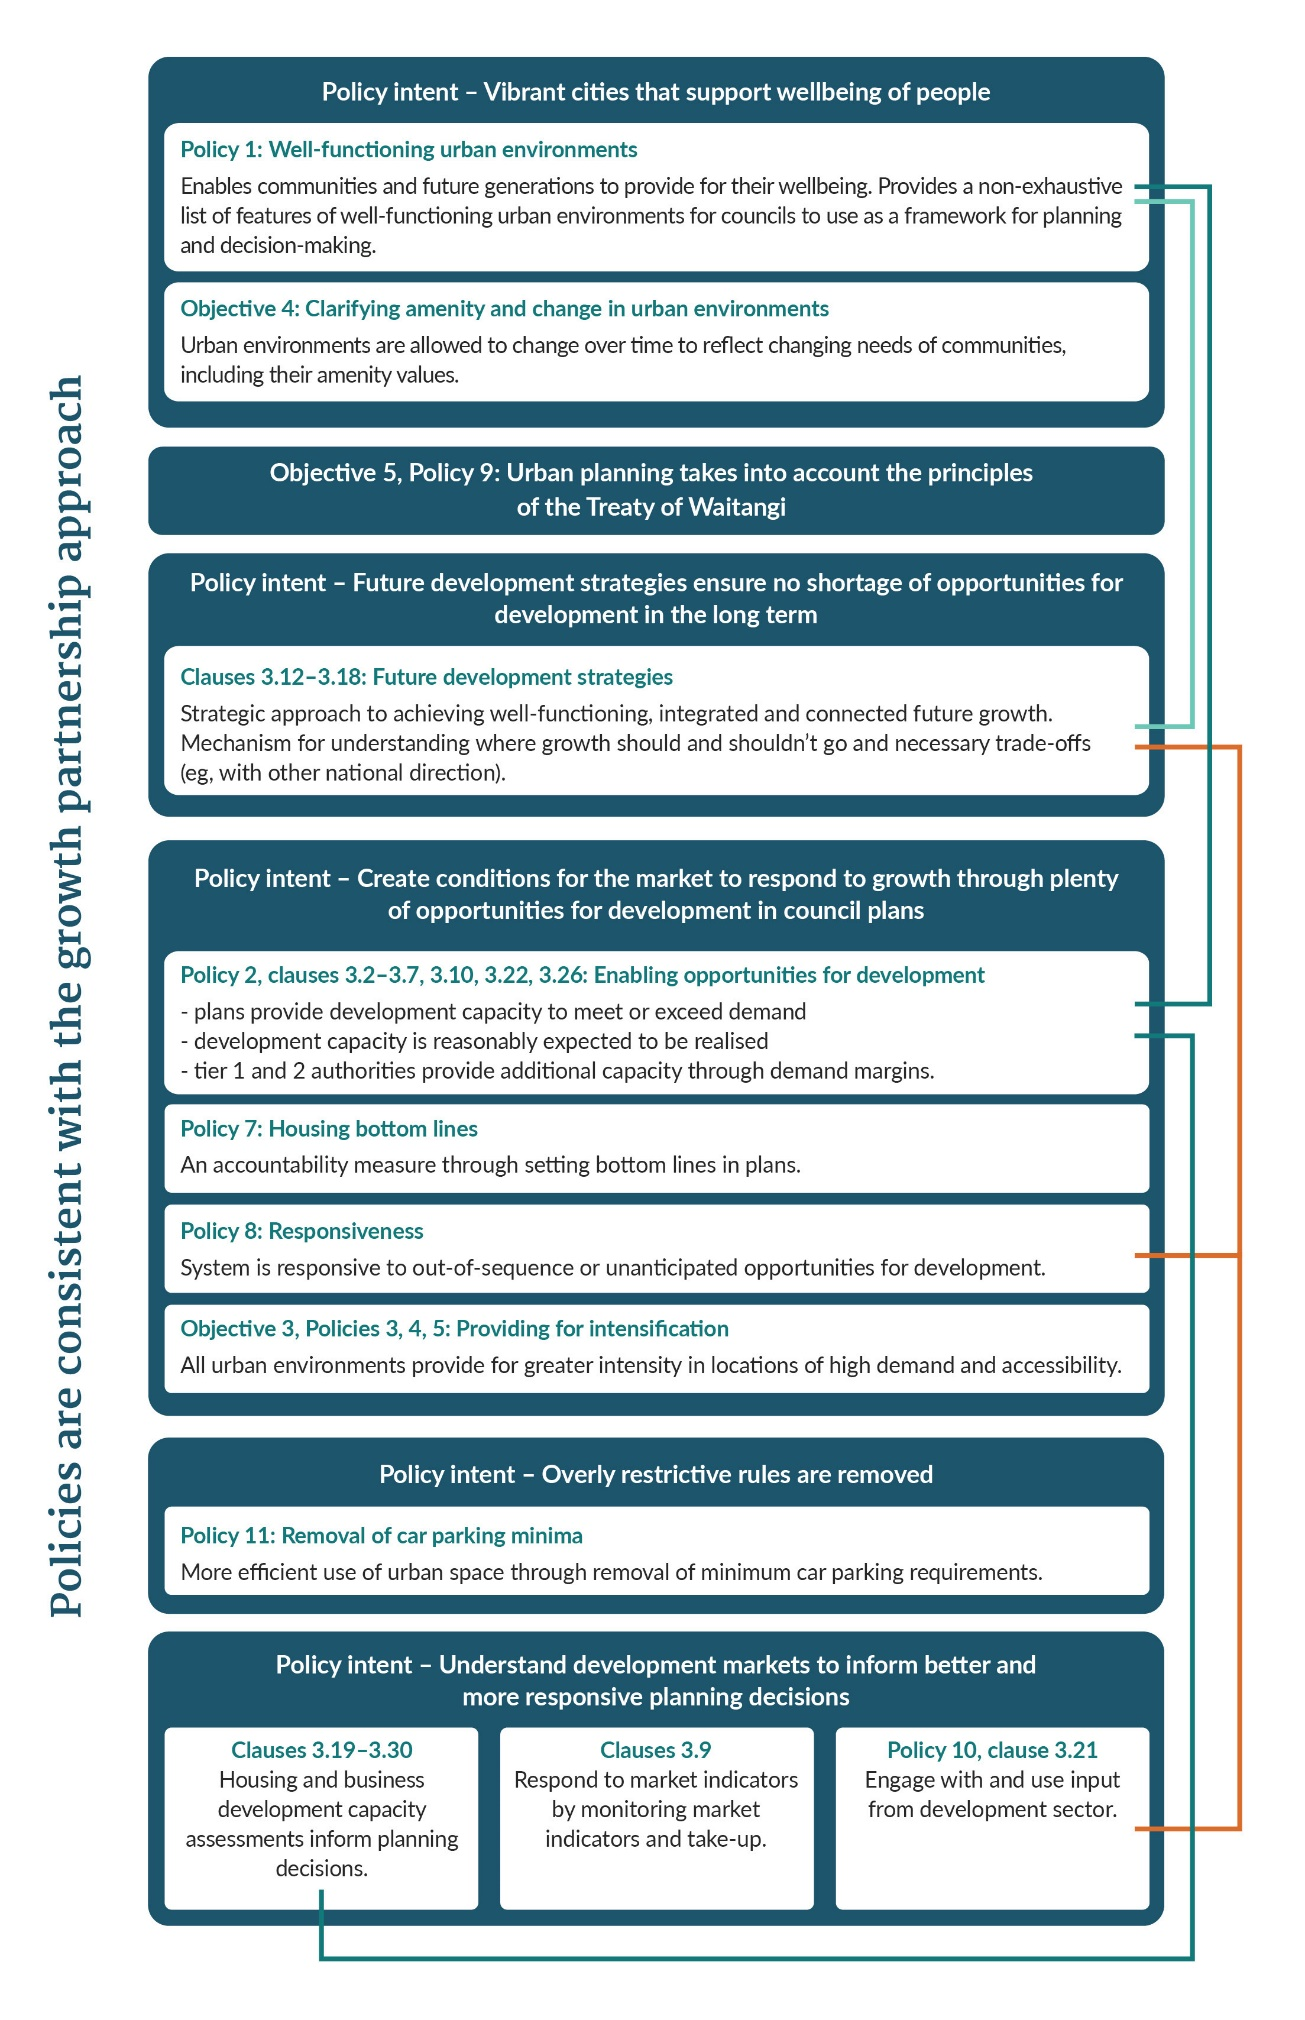 Policies are consistent with the growth partnership approach
Policy intent – Vibrant cities that support wellbeing of people
Policy 1: Well-functioning urban environments
Enables communities and future generations to provide for their wellbeing. Provides a non-exhaustive
list of features of well-functioning urban environments for councils to use as a framework for planning
and decision-making.
Objective 4: Clarifying amenity and change in urban environments
Urban environments are allowed to change over time to reflect changing needs of communities,
including their amenity values.
Objective 5, Policy 9: Urban planning takes into account the principles
of the Treaty of Waitangi
Policy intent – Future development strategies ensure no shortage of opportunities for
development in the long term
Clauses 3.12–3.18: Future development strategies
Strategic approach to achieving well-functioning, integrated and connected future growth.
Mechanism for understanding where growth should and shouldn’t go and necessary trade-offs
(eg, with other national direction).
Policy intent – Create conditions for the market to respond to growth through plenty
of opportunities for development in council plans
Policy 2, clauses 3.2–3.7, 3.10, 3.22, 3.26: Enabling opportunities for development
- plans provide development capacity to meet or exceed demand
- development capacity is reasonably expected to be realised
- tier 1 and 2 authorities provide additional capacity through demand margins.
Policy 7: Housing bottom lines
An accountability measure through setting bottom lines in plans.
Policy 8: Responsiveness
System is responsive to out-of-sequence or unanticipated opportunities for development.
Objective 3, Policies 3, 4, 5: Providing for intensification
All urban environments provide for greater intensity in locations of high demand and accessibility.
Policy intent – Overly restrictive rules are removed
Policy 11: Removal of car parking minima
More efficient use of urban space through removal of minimum car parking requirements.
Policy intent – Understand development markets to inform better and
more responsive planning decisions
Clauses 3.19–3.30
Housing and business
development capacity
assessments inform planning
decisions.
Clauses 3.9
Respond to market indicators
by monitoring market
indicators and take-up.
Policy 10, clause 3.21
Engage with and use input
from development sector.